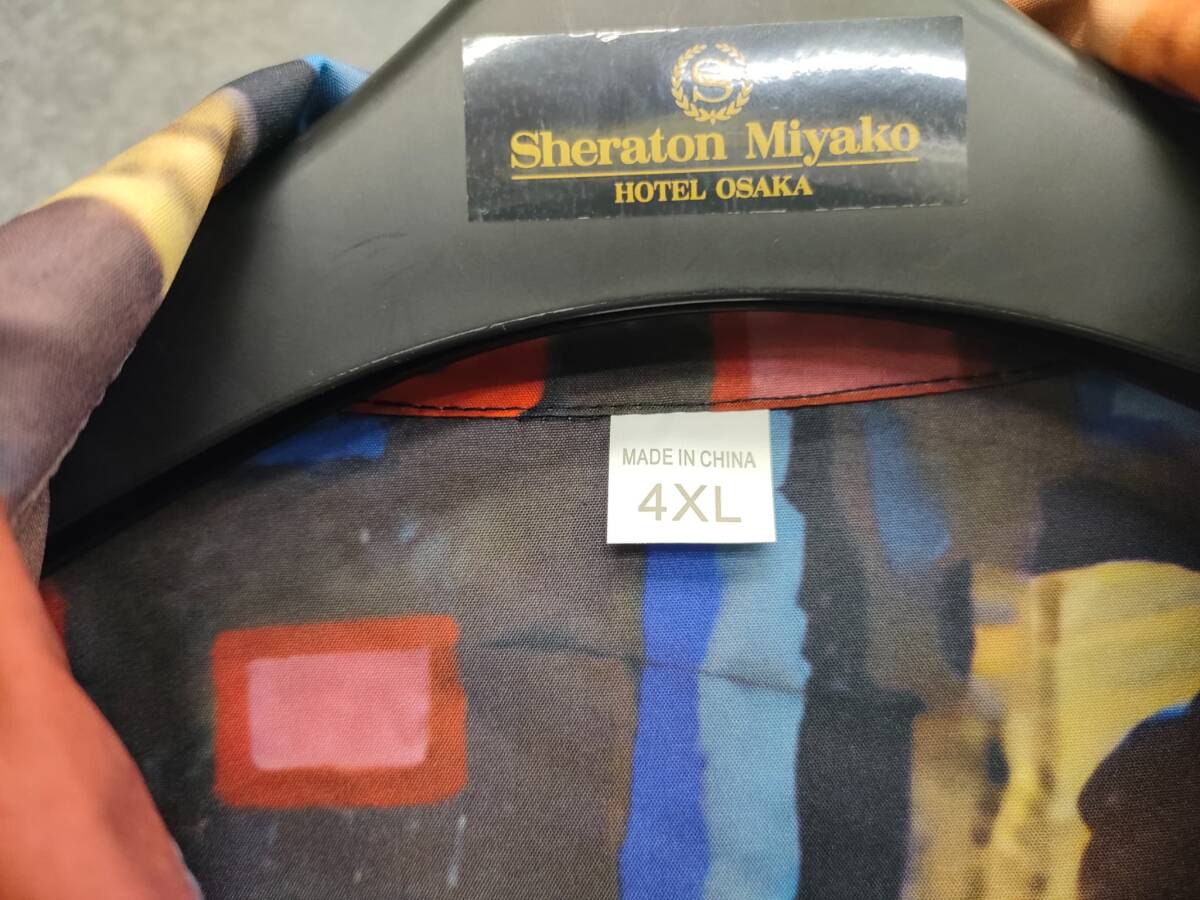 S
Sheraton Miyako
HOTEL OSAKA
MADE IN CHINA
4XL